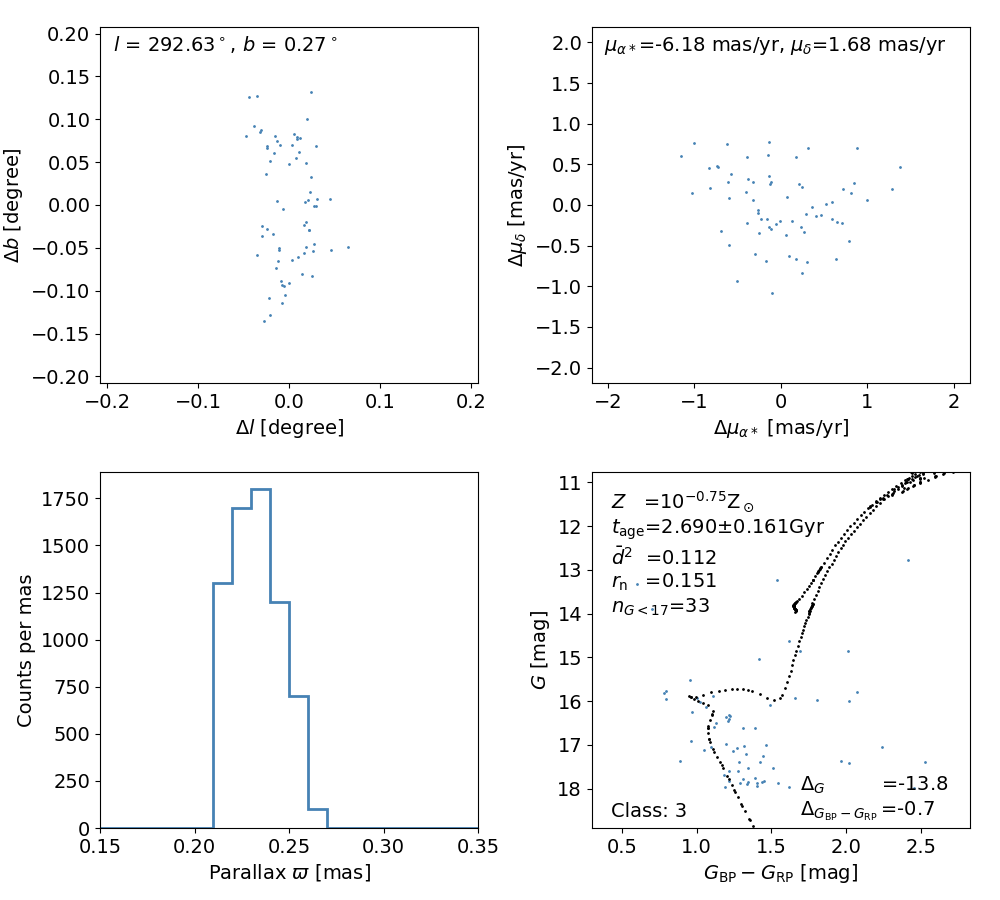 l = 292.63°, b = 0.27°
0.20
0.15
0.10
0.05
0.00
−0.05
−0.10
−0.15
−0.20
−0.2 −0.1 0.0 0.1 0.2
Δl [degree]
Δb [degree]
μα∗=-6.18 mas/yr, μδ=1.68 mas/yr
2.0
1.5
1.0
0.5
0.0
−0.5
−1.0
−1.5
−2.0
−2 −1 0 1 2
Δμα∗ [mas/yr]
Δμδ [mas/yr]
1750
1500
1250
1000
750
500
250
0
0.15 0.20 0.25 0.30 0.35
Parallax ϖ [mas]
Counts per mas
11
12
13
14
15
16
17
18
Z =10^−0.75Z⊙
tage=2.690±0.161Gyr
d̄² =0.112
rn =0.151
nG<17=33
ΔG =-13.8
ΔGBP−GRP=-0.7
Class: 3
0.5 1.0 1.5 2.0 2.5
GBP − GRP [mag]
G [mag]